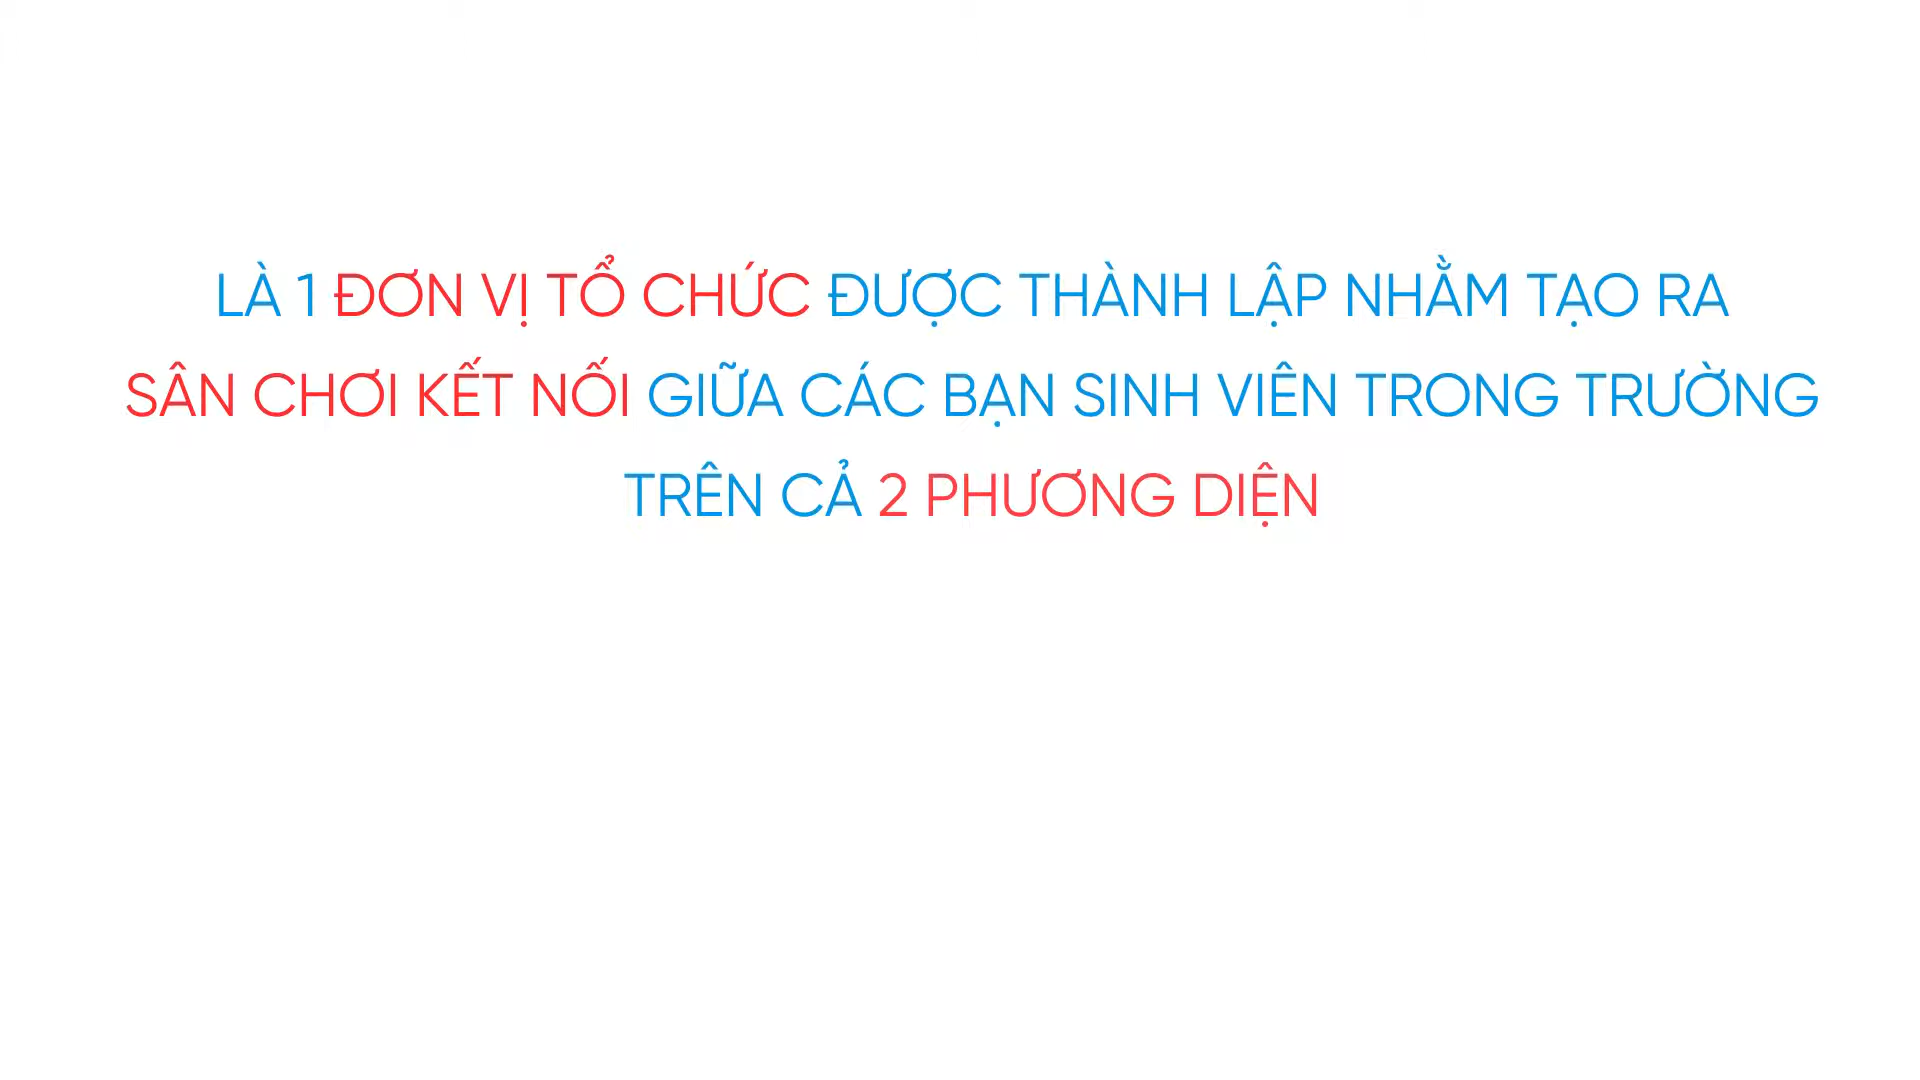 LÀ 1 ĐƠN VỊ TỔ CHỨC ĐƯỢC THÀNH LẬP NHẰM TẠO RA
SÂN CHƠI KẾT NỐI GIỮA CÁC BẠN SINH VIÊN TRONG TRƯỜNG
TRÊN CẢ 2 PHƯƠNG DIỆN